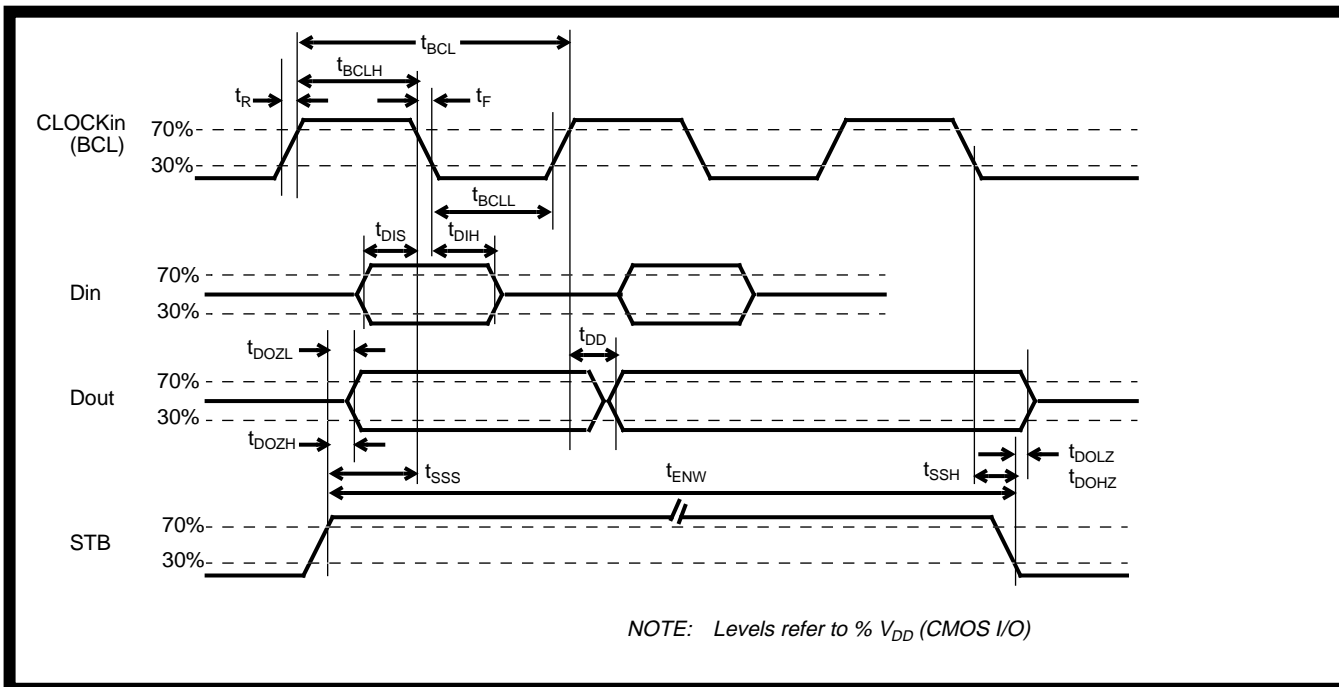 tBCL
tBCLH
tR
tF
CLOCKin
(BCL)
70%
30%
tBCLL
tDIS
tDIH
70%
Din
30%
tDOZL
tDD
70%
Dout
30%
tDOZH
tSSS
tENW
tSSH
tDOLZ
tDOHZ
70%
STB
30%
NOTE: Levels refer to % VDD (CMOS I/O)